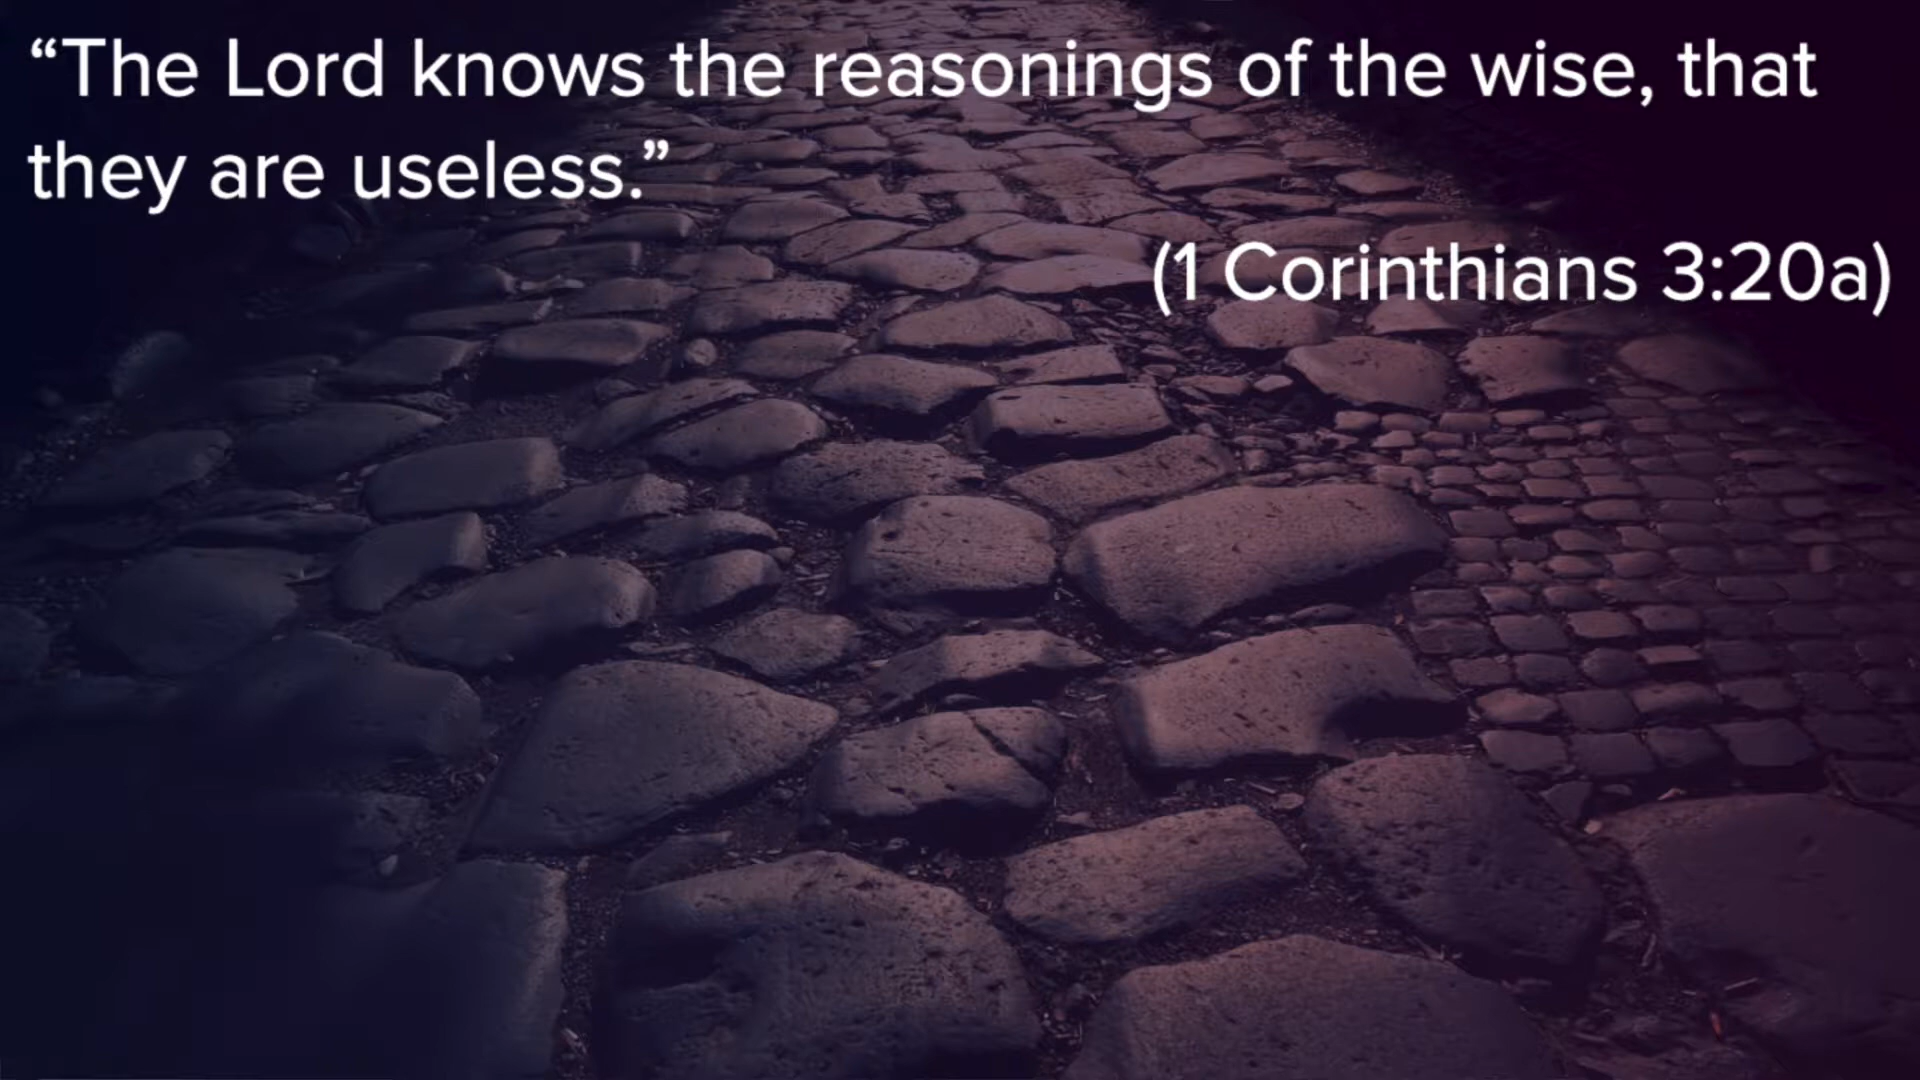 “The Lord knows the reasonings of the wise, that
they are useless.”
(1 Corinthians 3:20a)